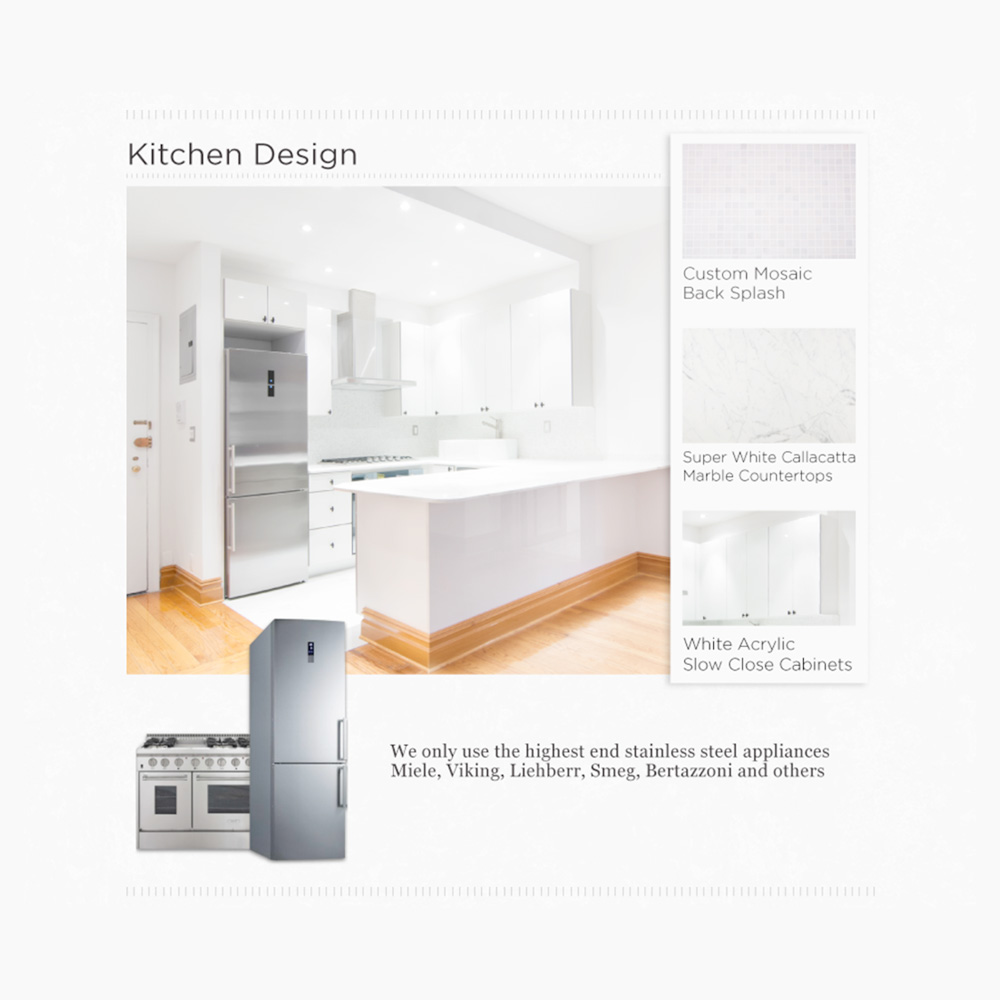 Kitchen Design
Custom Mosaic
Back Splash
Super White Callacatta
Marble Countertops
White Acrylic
Slow Close Cabinets
We only use the highest end stainless steel appliances
Miele, Viking, Liehberr, Smeg, Bertazzoni and others